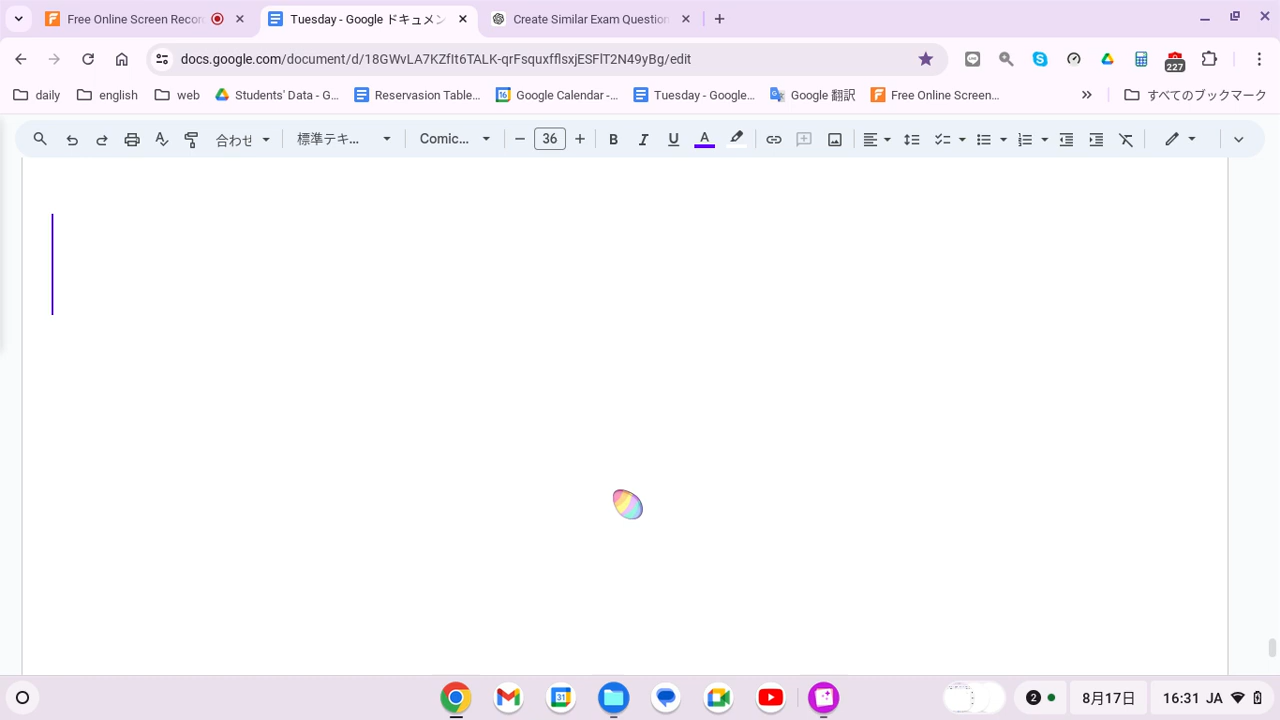 Free Online Screen Recor
Tuesday - Google ドキュメン
Create Similar Exam Question
docs.google.com/document/d/18GWvLA7KZfIt6TALK-qrFsquxfflsxjESFlT2N49yBg/edit
227
daily
english
web
Students' Data - G...
Reservasion Table...
Google Calendar -...
Tuesday - Google...
Google 翻訳
Free Online Screen...
すべてのブックマーク
合わせ
標準テキ...
Comic...
36
B
I
U
A
31
2
8月17日
16:31
JA